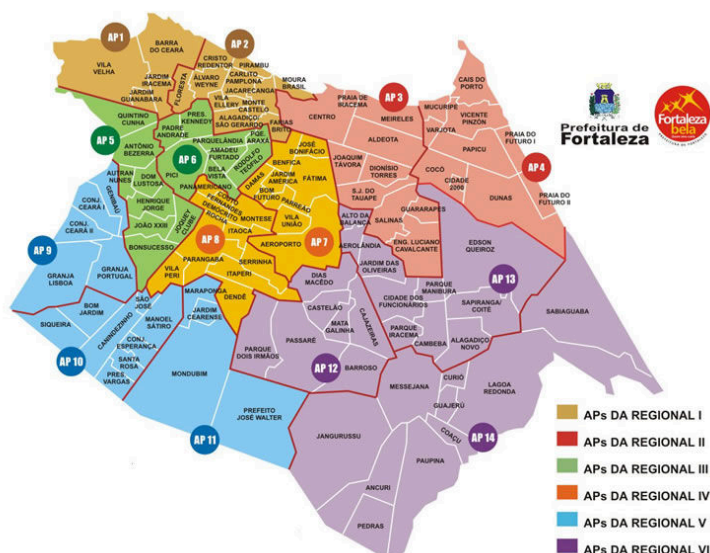 AP 1
VILA
VELHA
BARRA
DO CEARÁ
JARDIM
IRACEMA
JARDIM
GUANABARA
FLORESTA
AP 2
CRISTO
REDENTOR
PIRAMBU
CARLITO
PAMPLONA
ÁLVARO
WEYNE
JACARECANGA
VILA
ELLERY
MONTE
CASTELO
ALAGADIÇO
SÃO GERARDO
MOURA
BRASIL
FARIAS
BRITO
AP 3
PRAIA DE
IRACEMA
CENTRO
MEIRELES
ALDEOTA
JOAQUIM
TÁVORA
DIONÍSIO
TORRES
S.J. DO
TAUAPE
SALINAS
GUARARAPES
ENG. LUCIANO
CAVALCANTE
CAIS DO
PORTO
MUCURIPE
VICENTE
PINZÓN
VARJOTA
PAPICU
PRAIA DO
FUTURO I
COCÓ
CIDADE
2000
AP4
DUNAS
PRAIA DO
FUTURO II
AP 5
QUINTINO
CUNHA
PADRE
ANDRADE
PRES.
KENNEDY
ANTÔNIO
BEZERRA
AUTRAN
NUNES
DOM
LUSTOSA
HENRIQUE
JORGE
JOÃO XXIII
BONSUCESSO
JOQUEI
CLUBE
AP 6
PARQUELÂNDIA
PQE.
ARAXÁ
AMADEU
FURTADO
RODOLFO
TEÓFILO
PICI
BELA
VISTA
PANAMERICANO
JOSÉ
BONIFÁCIO
BENFICA
FÁTIMA
DAMAS
JARDIM
AMÉRICA
BOM
FUTURO
PARREÃO
VILA
UNIÃO
COUTO
FERNANDES
DEMÓCRITO
ROCHA
MONTESE
ITAOCA
AP 8
AEROPORTO
AP 7
PARANGABA
SERRINHA
VILA
PERI
ITAPERI
DENDÊ
GENIBAÚ
CONJ.
CEARÁ I
CONJ.
CEARÁ II
AP 9
GRANJA
LISBOA
GRANJA
PORTUGAL
BOM
JARDIM
SIQUEIRA
SÃO
JOSÉ
CANINDEZINHO
MANOEL
SÁTIRO
MARAPONGA
JARDIM
CEARENSE
CONJ.
ESPERANÇA
SANTA
ROSA
PRES.
VARGAS
AP 10
MONDUBIM
PREFEITO
JOSÉ WALTER
AP 11
ALTO DA
BALANÇA
AEROLÂNDIA
JARDIM DAS
OLIVEIRAS
DIAS
MACÊDO
CASTELÃO
MATA
GALINHA
CAJAZEIRAS
PASSARÉ
PARQUE
DOIS IRMÃOS
AP 12
BARROSO
EDSON
QUEIROZ
AP 13
PARQUE
MANIBURA
CIDADE DOS
FUNCIONÁRIOS
SAPIRANGA/
COITÉ
PARQUE
IRACEMA
CAMBEBA
ALAGADIÇO
NOVO
SABIAGUABA
MESSEJANA
CURIÓ
LAGOA
REDONDA
GUAJERÚ
COAÇU
AP 14
JANGURUSSU
PAUPINA
ANCURI
PEDRAS
Prefeitura de
Fortaleza
Fortaleza
bela
APs DA REGIONAL I
APs DA REGIONAL II
APs DA REGIONAL III
APs DA REGIONAL IV
APs DA REGIONAL V
APs DA REGIONAL VI